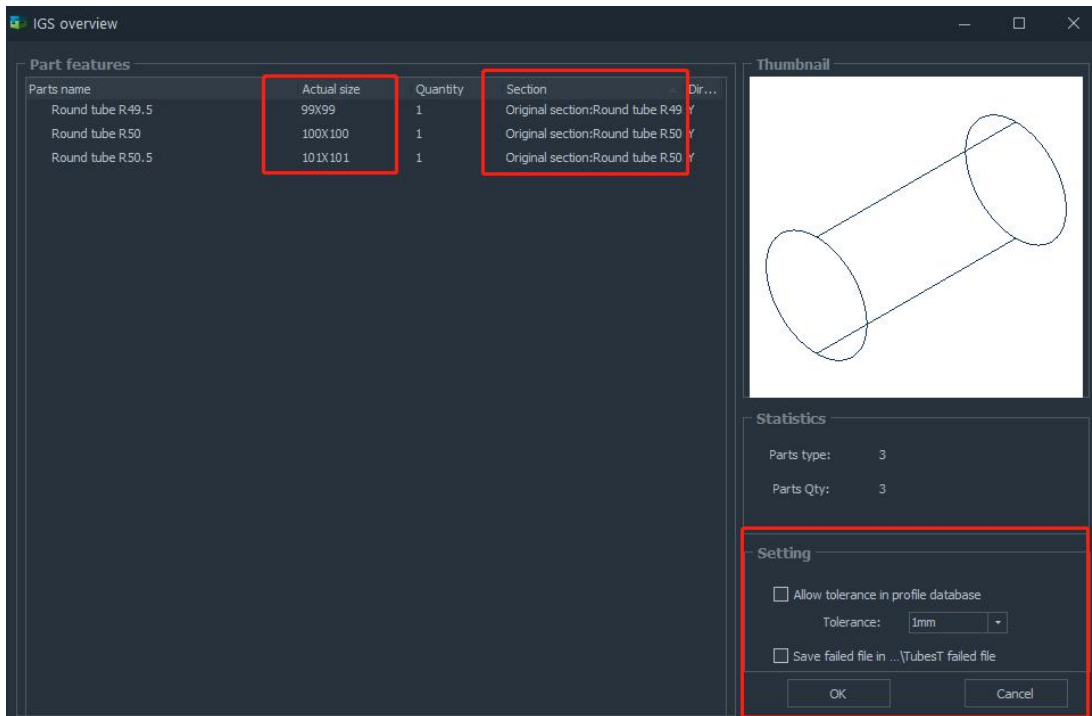 IGS overview
Part features
Parts name Actual size Quantity Section Dir...
Round tube R49.5 99X99 1 Original section:Round tube R49 Y
Round tube R50 100X100 1 Original section:Round tube R50 Y
Round tube R50.5 101X101 1 Original section:Round tube R50 Y
Thumbnail
Statistics
Parts type: 3
Parts Qty: 3
Setting
Allow tolerance in profile database
Tolerance: 1mm
Save failed file in ...\TubesT failed file
OK Cancel